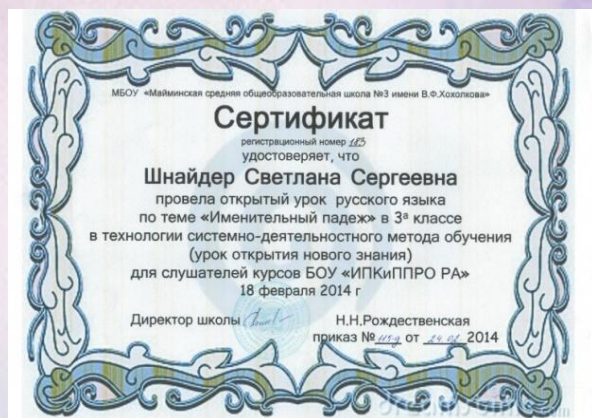 МБОУ «Майминская средняя общеобразовательная школа №3 имени В.Ф.Хохолкова»
Сертификат
регистрационный номер 183
удостоверяет, что
Шнайдер Светлана Сергеевна
провела открытый урок русского языка
по теме «Именительный падеж» в 3ª классе
в технологии системно-деятельностного метода обучения
(урок открытия нового знания)
для слушателей курсов БОУ «ИПКиППРО РА»
18 февраля 2014 г
Директор школы Н.Н.Рождественская
приказ № от 2014